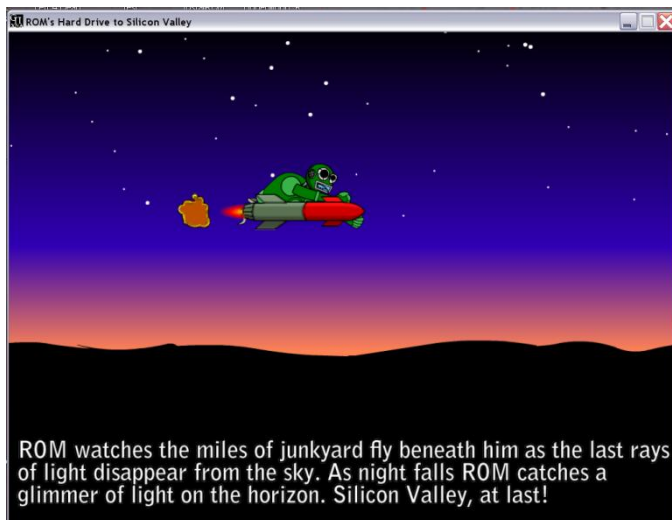 ROM's Hard Drive to Silicon Valley
ROM watches the miles of junkyard fly beneath him as the last rays
of light disappear from the sky. As night falls ROM catches a
glimmer of light on the horizon. Silicon Valley, at last!